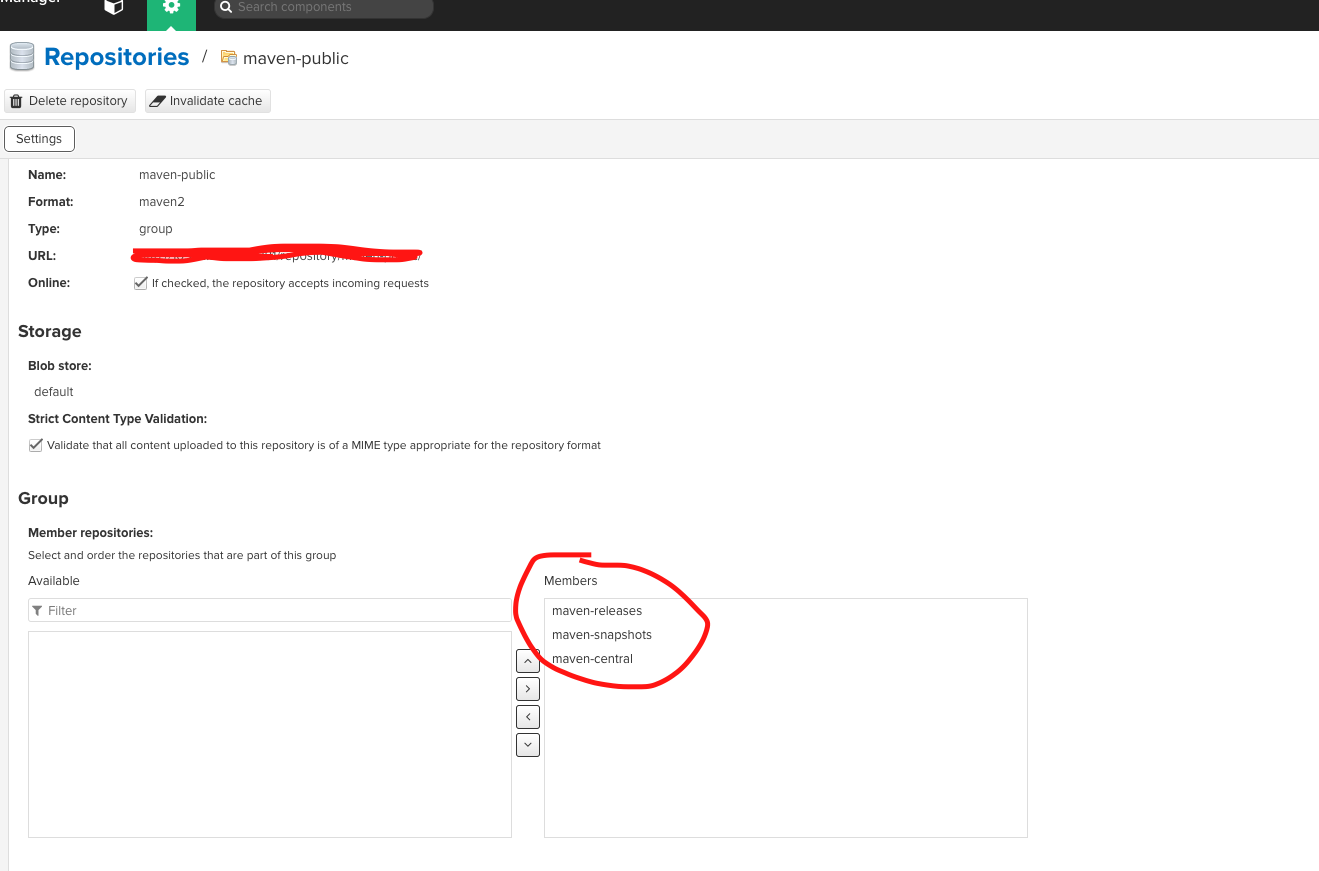 Search components
Repositories / maven-public
Delete repository Invalidate cache
Settings
Name: maven-public
Format: maven2
Type: group
URL:
Online: If checked, the repository accepts incoming requests
Storage
Blob store:
default
Strict Content Type Validation:
Validate that all content uploaded to this repository is of a MIME type appropriate for the repository format
Group
Member repositories:
Select and order the repositories that are part of this group
Available Members
Filter
maven-releases
maven-snapshots
maven-central